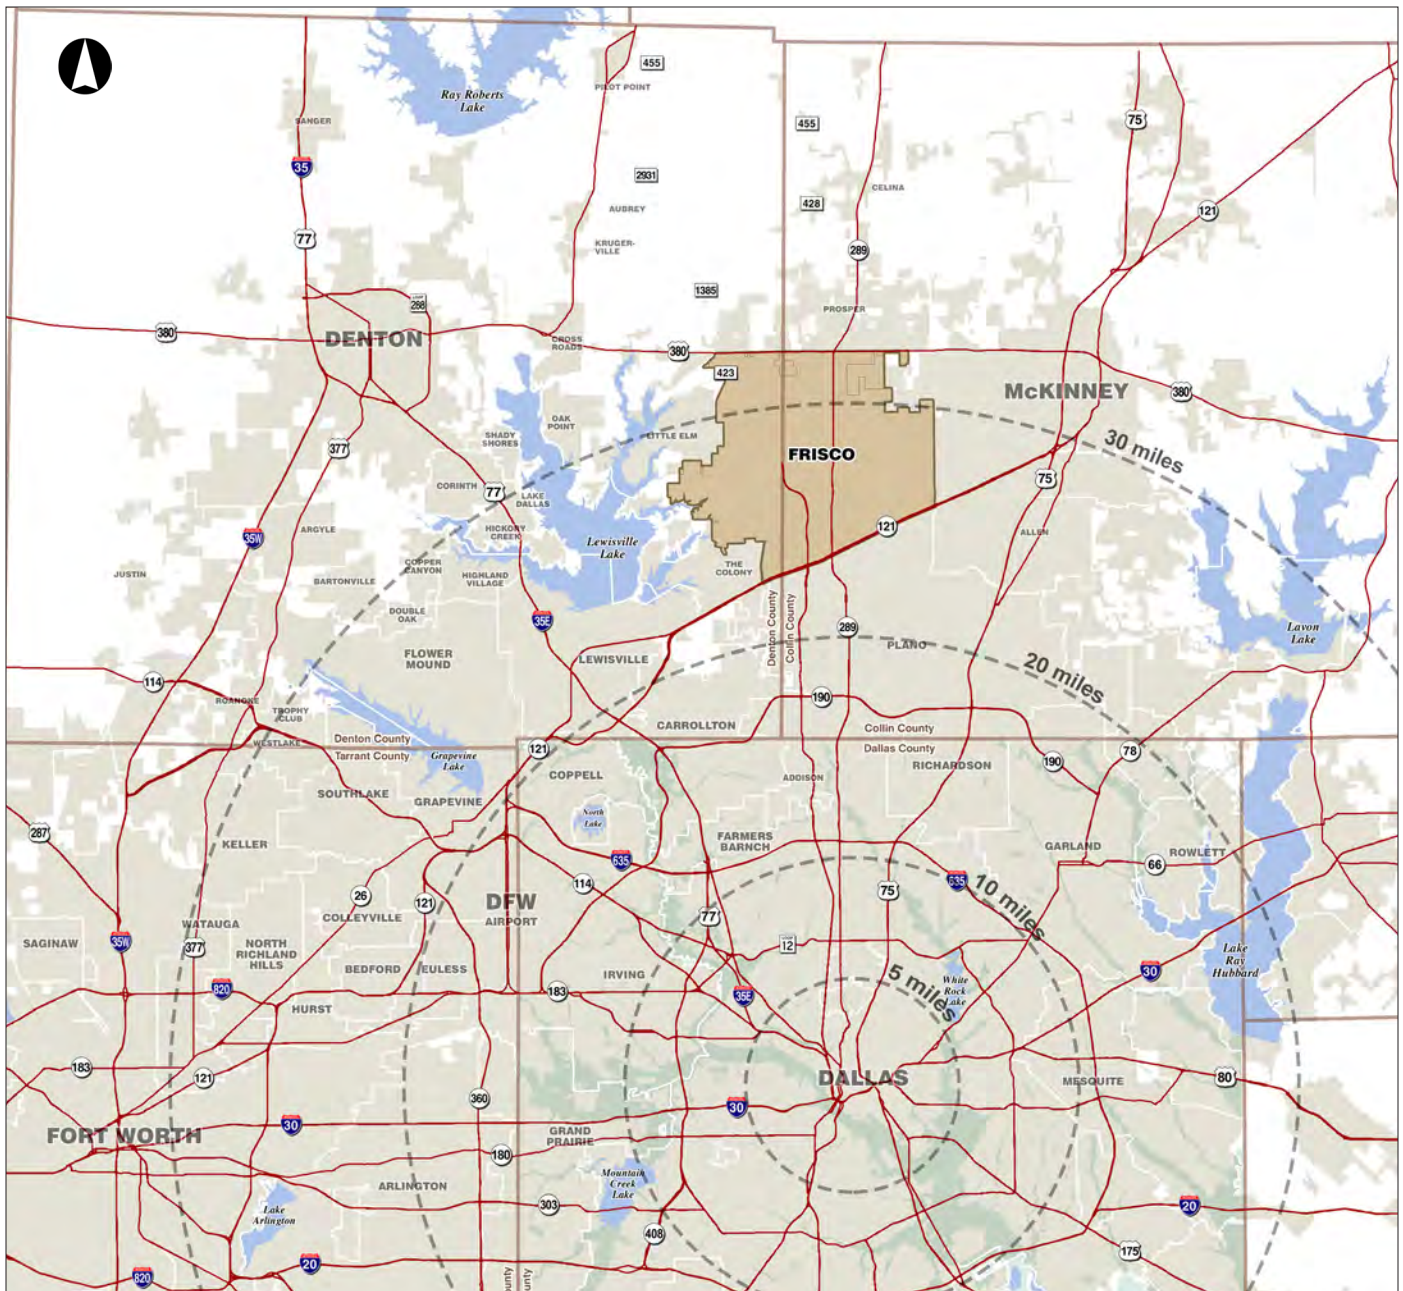 455
PILOT POINT
Ray Roberts
Lake
SANGER
455
75
35
2931
CELINA
428
AUBREY
121
77
KRUGER-
VILLE
289
1385
LOOP
288
PROSPER
380
DENTON
CROSS
ROADS
380
423
McKINNEY
380
OAK
POINT
SHADY
SHORES
LITTLE ELM
30 miles
377
FRISCO
75
CORINTH
77
LAKE
DALLAS
35W
ARGYLE
HICKORY
CREEK
121
ALLEN
Lewisville
Lake
JUSTIN
BARTONVILLE
COPPER
CANYON
HIGHLAND
VILLAGE
THE
COLONY
DOUBLE
OAK
35E
Denton County
Collin County
289
Lavon
Lake
FLOWER
MOUND
LEWISVILLE
PLANO
20 miles
114
ROANOKE
TROPHY
CLUB
190
CARROLLTON
Collin County
Denton County
WESTLAKE
Tarrant County
Grapevine
Lake
121
Dallas County
78
190
RICHARDSON
COPPELL
ADDISON
SOUTHLAKE
GRAPEVINE
North
Lake
287
KELLER
FARMERS
BARNCH
GARLAND
ROWLETT
635
66
114
635
75
10 miles
26
121
DFW
AIRPORT
COLLEYVILLE
77
WATAUGA
SAGINAW
35W
377
NORTH
RICHLAND
HILLS
LOOP
12
Lake
Ray
Hubbard
BEDFORD
EULESS
IRVING
30
820
183
35E
5 miles
White
Rock
Lake
HURST
183
121
DALLAS
MESQUITE
80
360
30
FORT WORTH
30
GRAND
PRAIRIE
180
ARLINGTON
Mountain
Creek
Lake
303
Lake
Arlington
20
408
175
820
20
ounty
unty